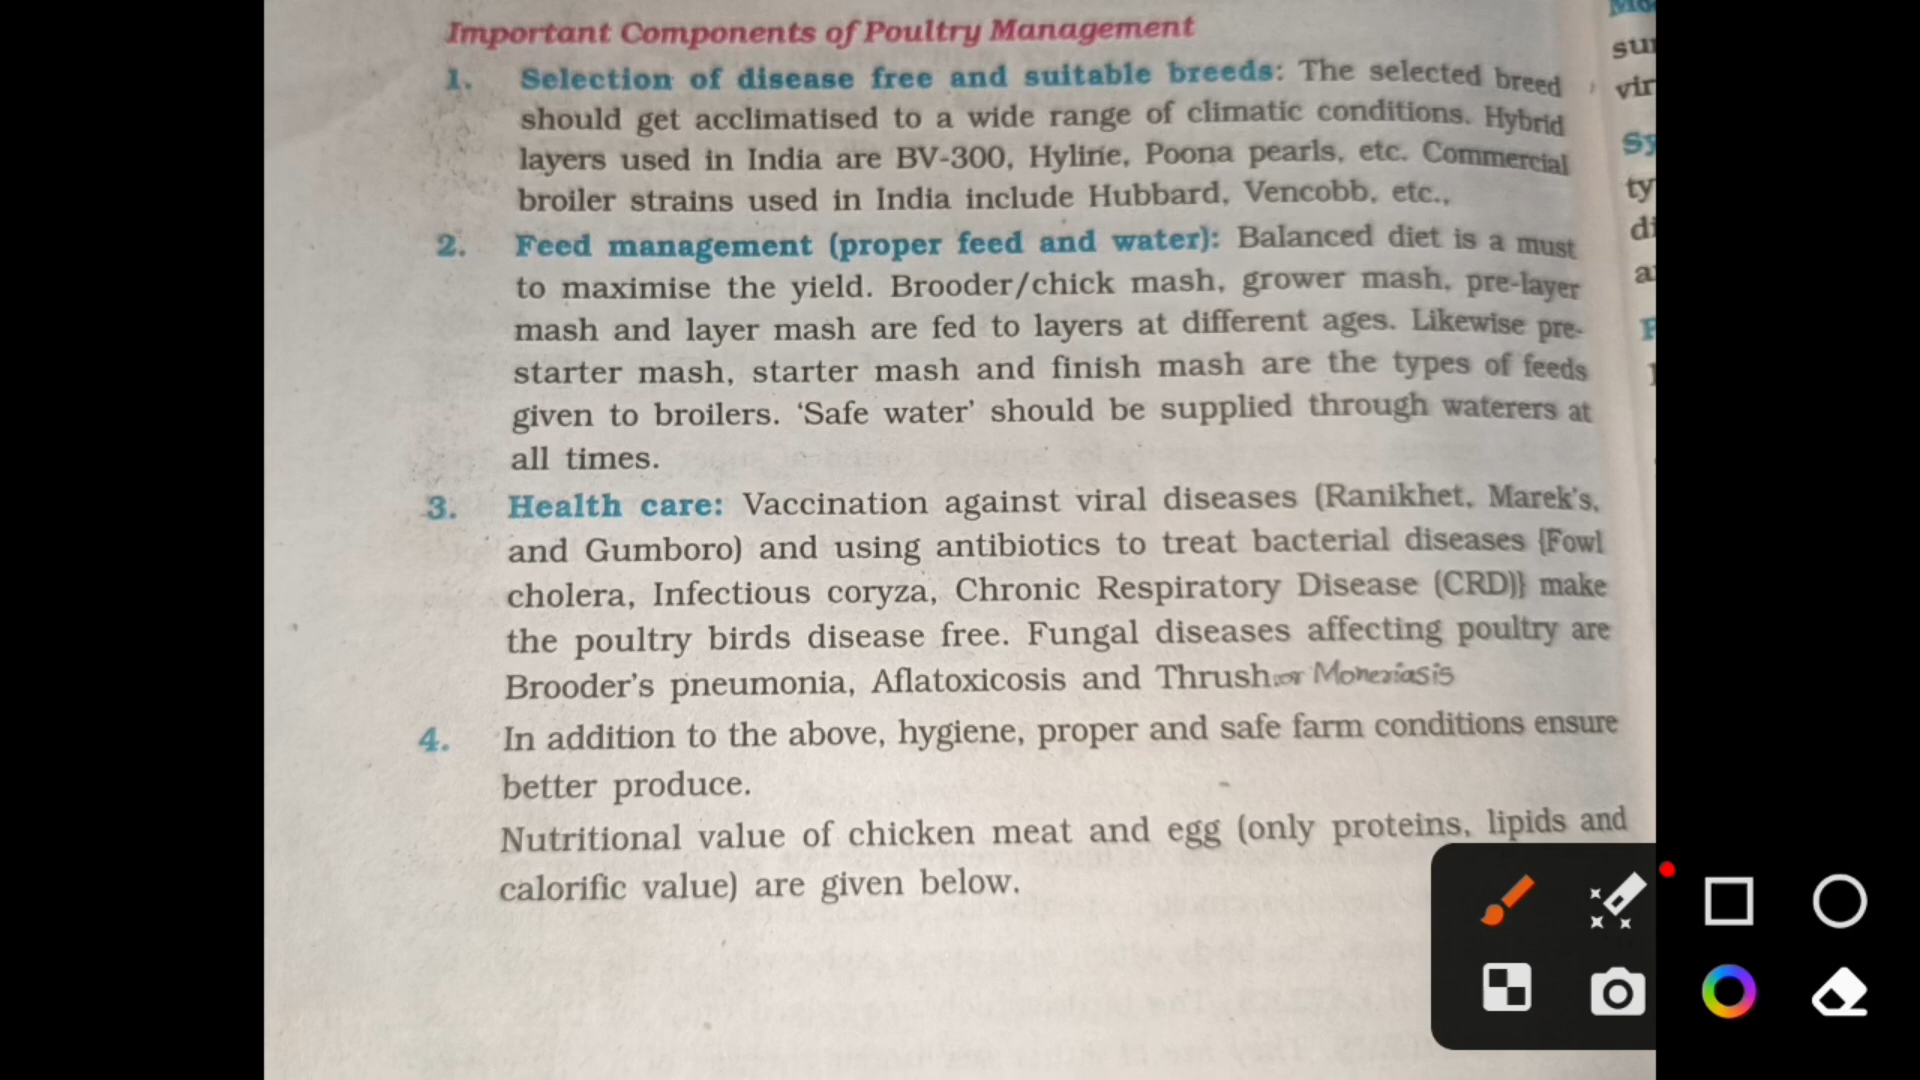 Important Components of Poultry Management
1. Selection of disease free and suitable breeds: The selected breed
should get acclimatised to a wide range of climatic conditions. Hybrid
layers used in India are BV-300, Hyline, Poona pearls, etc. Commercial
broiler strains used in India include Hubbard, Vencobb, etc.,
2. Feed management (proper feed and water): Balanced diet is a must
to maximise the yield. Brooder/chick mash, grower mash, pre-layer
mash and layer mash are fed to layers at different ages. Likewise pre-
starter mash, starter mash and finish mash are the types of feeds
given to broilers. ‘Safe water’ should be supplied through waterers at
all times.
3. Health care: Vaccination against viral diseases (Ranikhet, Marek's,
and Gumboro) and using antibiotics to treat bacterial diseases {Fowl
cholera, Infectious coryza, Chronic Respiratory Disease (CRD)} make
the poultry birds disease free. Fungal diseases affecting poultry are
Brooder's pneumonia, Aflatoxicosis and Thrush. or Moneziasis
4. In addition to the above, hygiene, proper and safe farm conditions ensure
better produce.
Nutritional value of chicken meat and egg (only proteins, lipids and
calorific value) are given below.